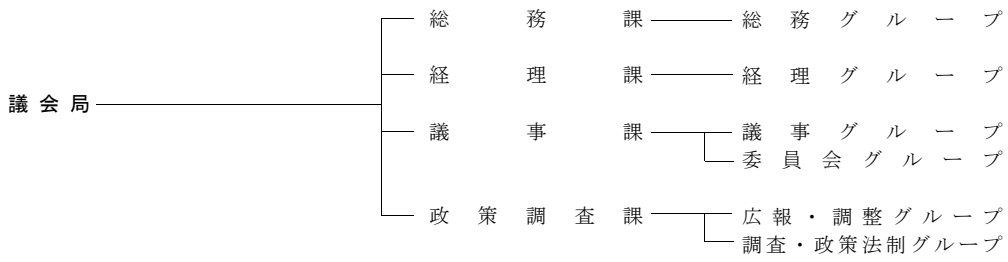 総務課 総務グループ
経理課 経理グループ
議会局
議事課 議事グループ
委員会グループ
政策調査課 広報・調整グループ
調査・政策法制グループ